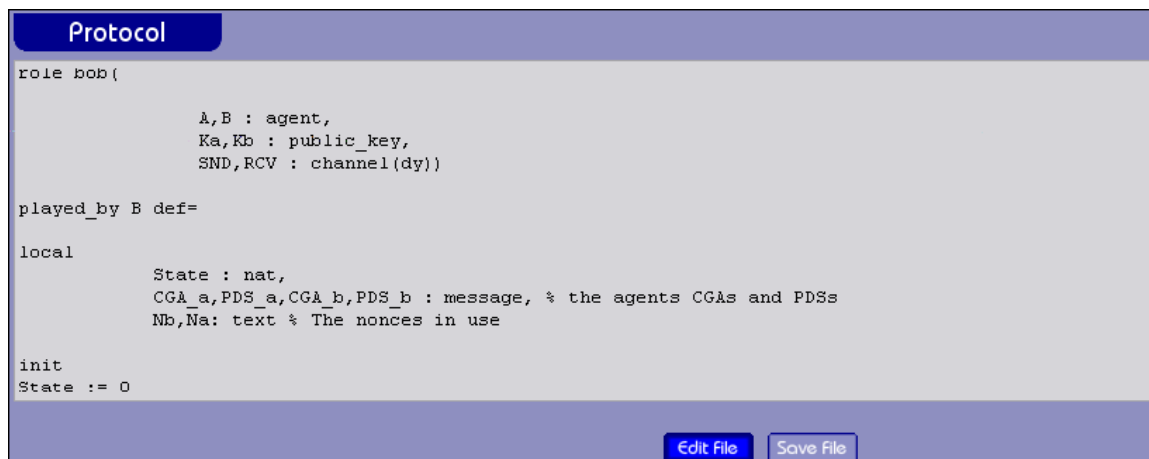 Protocol
role bob(
A,B : agent,
Ka,Kb : public_key,
SND,RCV : channel(dy))
played_by B def=
local
State : nat,
CGA_a,PDS_a,CGA_b,PDS_b : message, % the agents CGAs and PDSs
Nb,Na: text % The nonces in use
init
State := 0
Edit File Save File